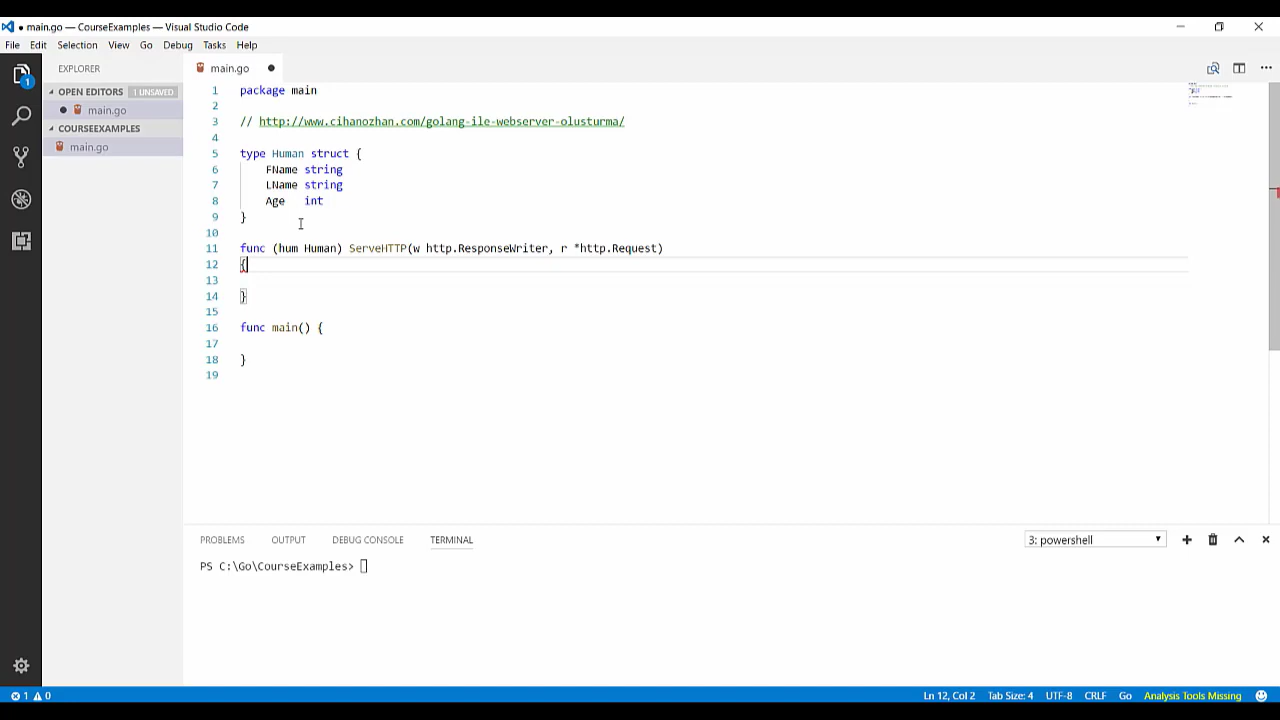 ● main.go — CourseExamples — Visual Studio Code
File Edit Selection View Go Debug Tasks Help
EXPLORER
OPEN EDITORS 1 UNSAVED
● main.go
COURSEEXAMPLES
main.go
1
main.go ●
1 package main
2
3 // http://www.cihanozhan.com/golang-ile-webserver-olusturma/
4
5 type Human struct {
6 FName string
7 LName string
8 Age int
9 }
10
11 func (hum Human) ServeHTTP(w http.ResponseWriter, r *http.Request)
12 {
13
14 }
15
16 func main() {
17
18 }
19
PROBLEMS OUTPUT DEBUG CONSOLE TERMINAL 3: powershell
PS C:\Go\CourseExamples>
1 0 Ln 12, Col 2 Tab Size: 4 UTF-8 CRLF Go Analysis Tools Missing